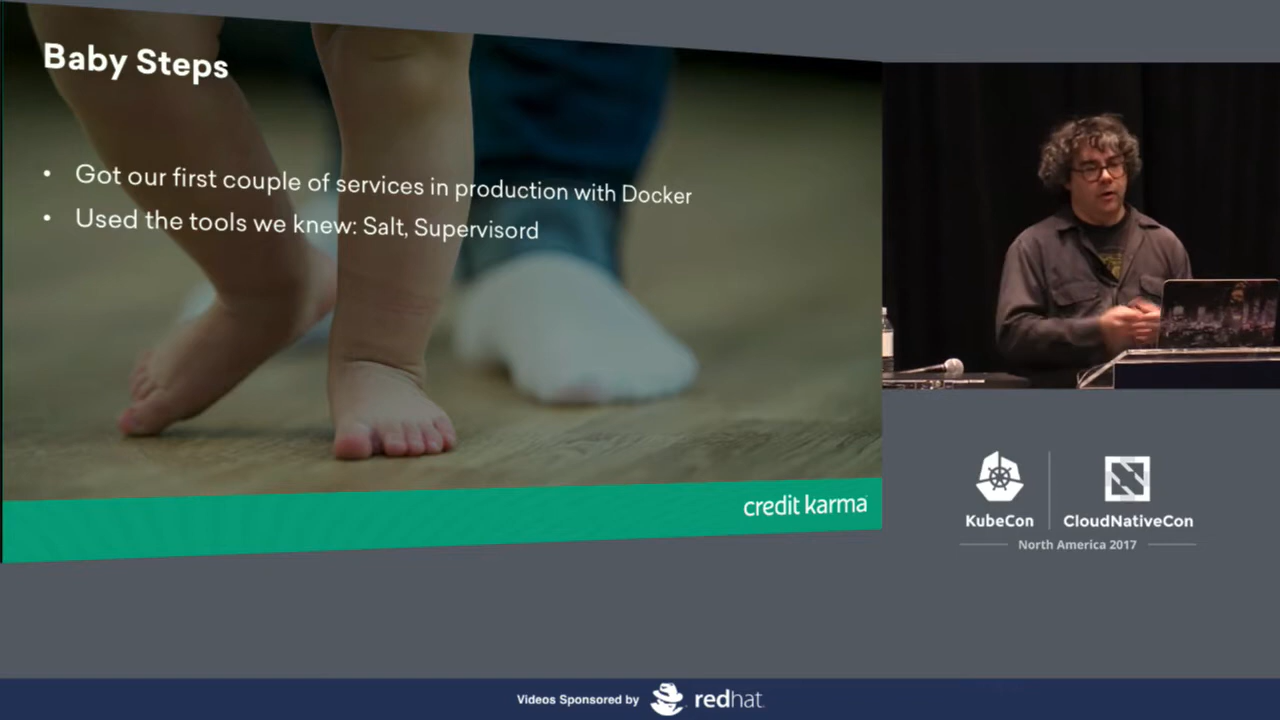 Baby Steps
• Got our first couple of services in production with Docker
• Used the tools we knew: Salt, Supervisord
credit karma
KubeCon
CloudNativeCon
North America 2017
Videos Sponsored by
redhat.